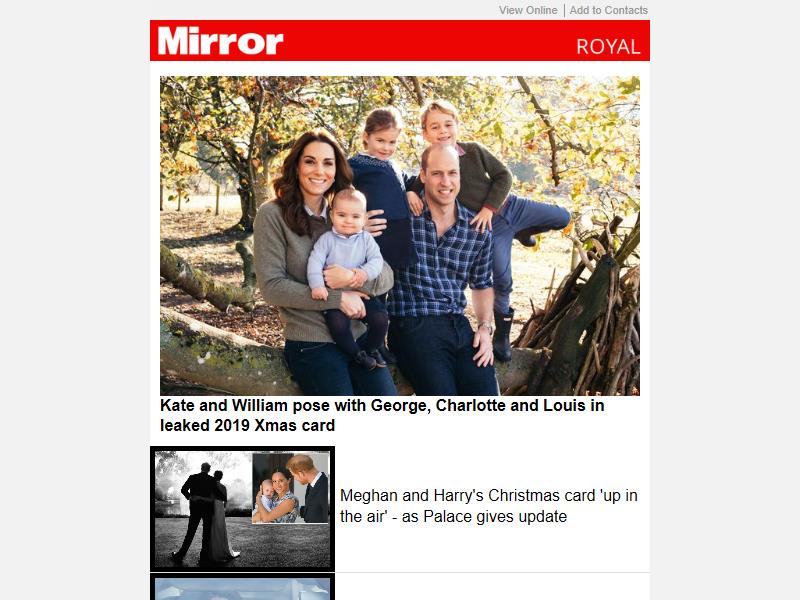 View Online | Add to Contacts
Mirror
ROYAL
Kate and William pose with George, Charlotte and Louis in
leaked 2019 Xmas card
Meghan and Harry's Christmas card 'up in
the air' - as Palace gives update